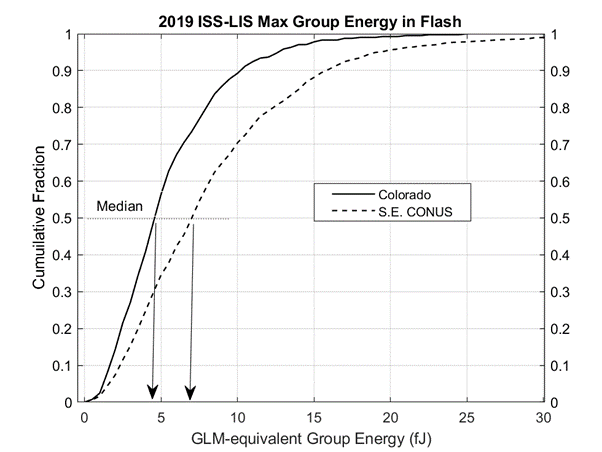 2019 ISS-LIS Max Group Energy in Flash
1 1
0.9 0.9
0.8 0.8
0.7 0.7
0.6 0.6
Colorado
S.E. CONUS
Median
0.5 0.5
0.4 0.4
0.3 0.3
0.2 0.2
0.1 0.1
0 0
0 5 10 15 20 25 30
Cumuilative Fraction
GLM-equivalent Group Energy (fJ)